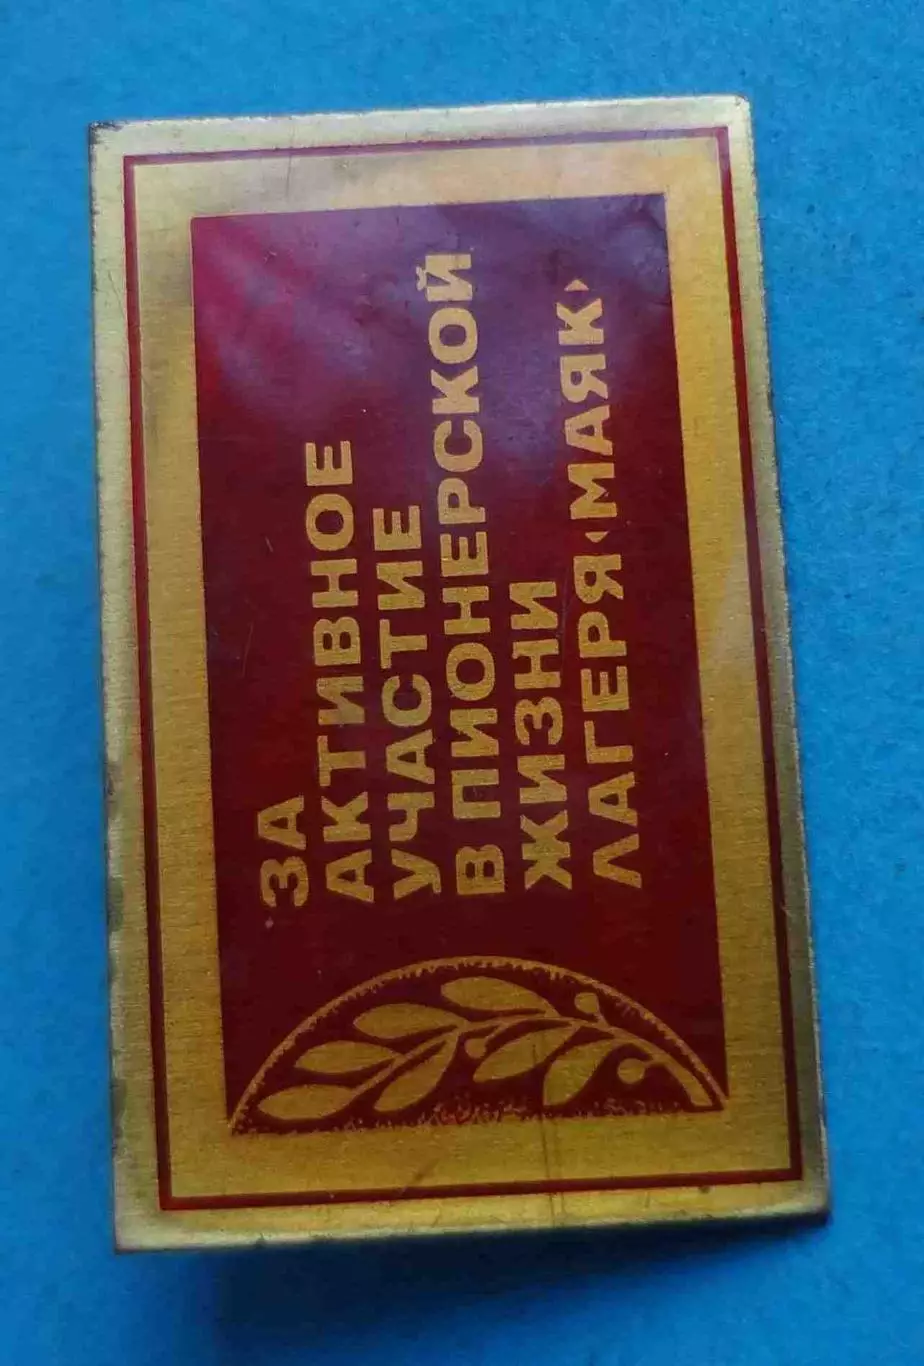 ЗА
АКТИВНОЕ
УЧАСТИЕ
В ПИОНЕРСКОЙ
ЖИЗНИ
ЛАГЕРЯ ‹МАЯК›